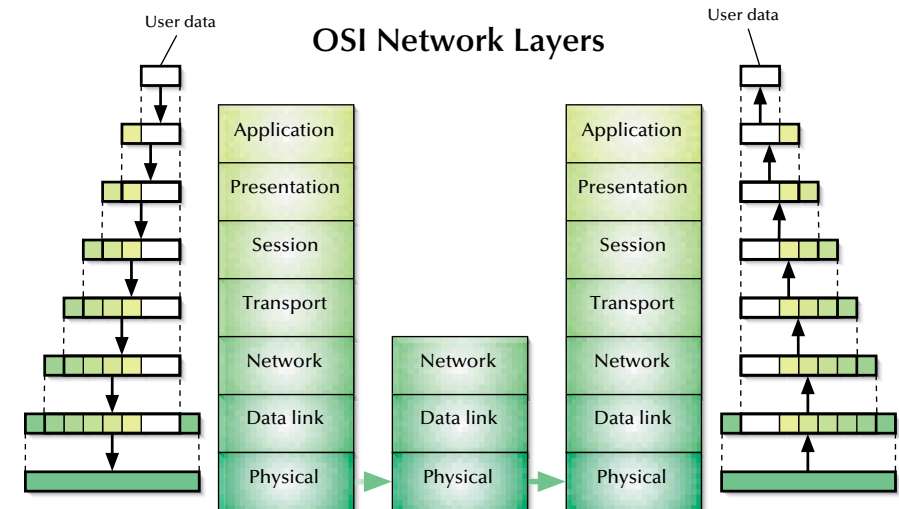 User data
OSI Network Layers
User data
Application
Presentation
Session
Transport
Network
Data link
Physical
Network
Data link
Physical
Application
Presentation
Session
Transport
Network
Data link
Physical